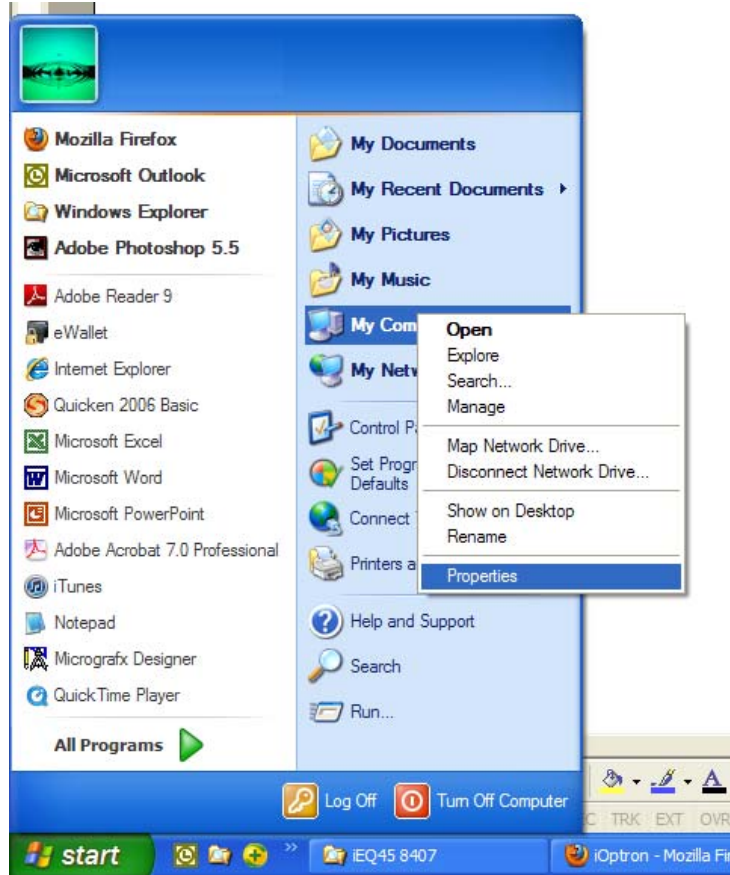 Mozilla Firefox
Microsoft Outlook
Windows Explorer
Adobe Photoshop 5.5
Adobe Reader 9
eWallet
Internet Explorer
Quicken 2006 Basic
Microsoft Excel
Microsoft Word
Microsoft PowerPoint
Adobe Acrobat 7.0 Professional
iTunes
Notepad
Micrografx Designer
QuickTime Player
All Programs
My Documents
My Recent Documents
My Pictures
My Music
My Com
My Netw
Control Pa
Set Progr
Defaults
Connect
Printers a
Help and Support
Search
Run...
Open
Explore
Search...
Manage
Map Network Drive...
Disconnect Network Drive...
Show on Desktop
Rename
Properties
Log Off
Turn Off Computer
TRK EXT OVR
start
iEQ45 8407
iOptron - Mozilla Fir